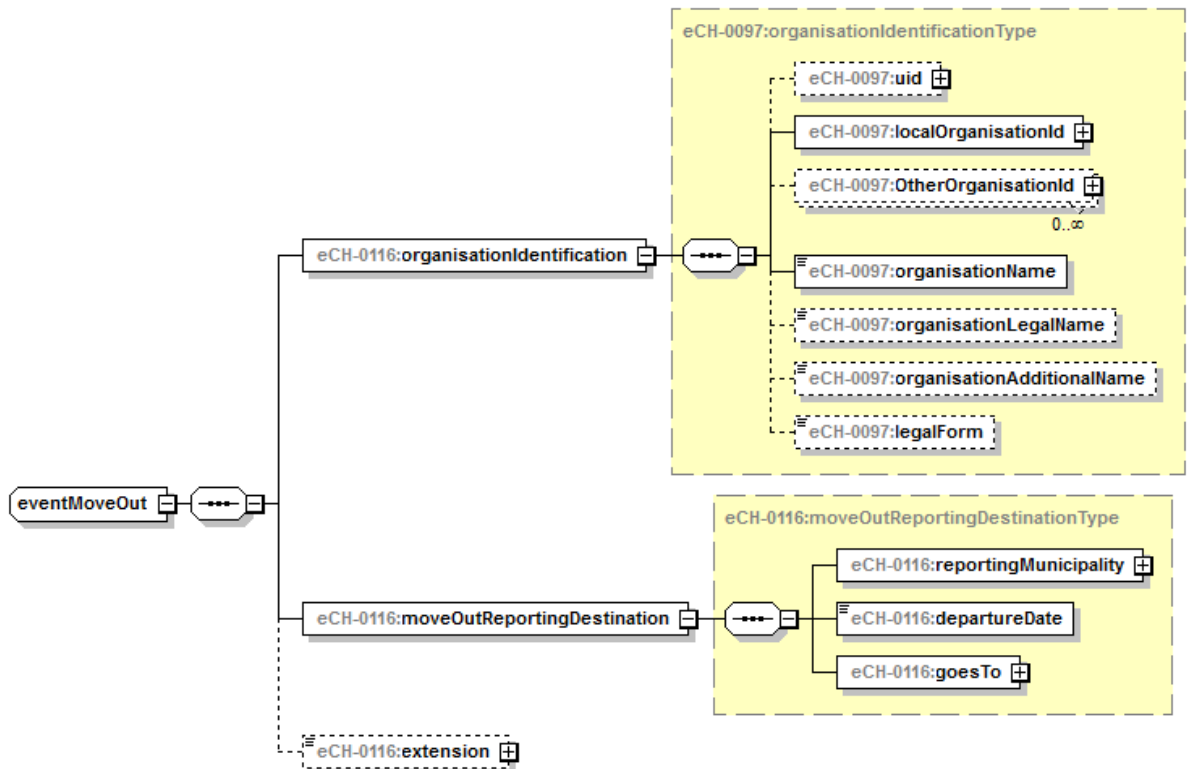 eCH-0097:organisationIdentificationType
eCH-0097:uid
eCH-0097:localOrganisationId
eCH-0097:OtherOrganisationId
0..∞
eCH-0116:organisationIdentification
eCH-0097:organisationName
eCH-0097:organisationLegalName
eCH-0097:organisationAdditionalName
eCH-0097:legalForm
eventMoveOut
eCH-0116:moveOutReportingDestinationType
eCH-0116:reportingMunicipality
eCH-0116:moveOutReportingDestination
eCH-0116:departureDate
eCH-0116:goesTo
eCH-0116:extension